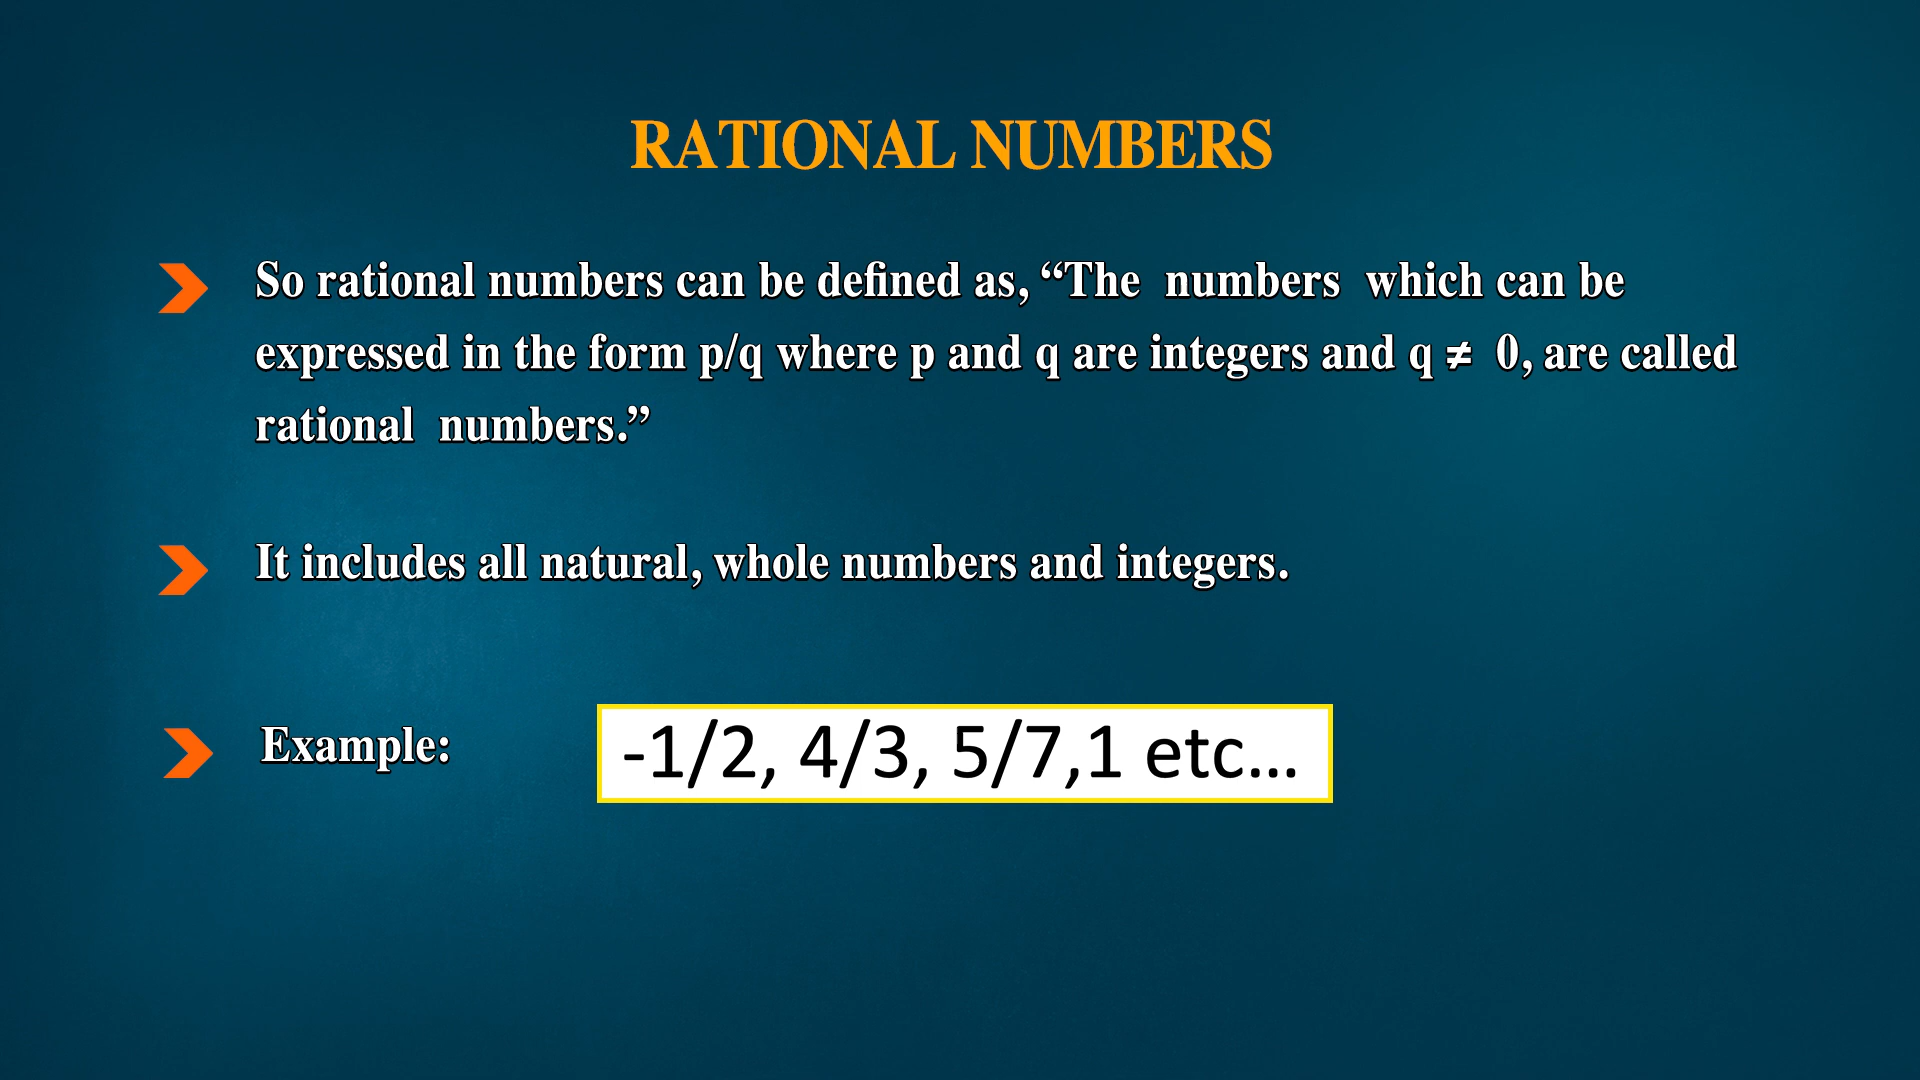 RATIONAL NUMBERS
So rational numbers can be defined as, “The numbers which can be
expressed in the form p/q where p and q are integers and q ≠ 0, are called
rational numbers.”
It includes all natural, whole numbers and integers.
Example:
-1/2, 4/3, 5/7,1 etc...